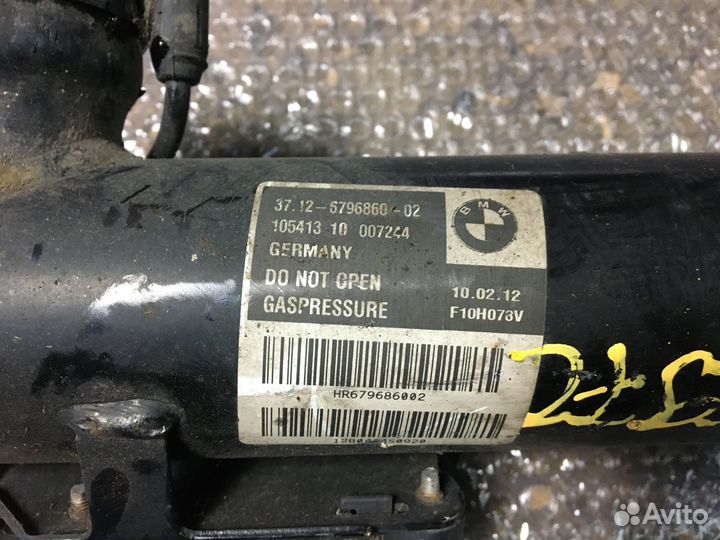 37.12-6796860-02
105413 10 007244
GERMANY
DO NOT OPEN
GASPRESSURE
BMW
10.02.12
F10H073V
HR679686002
Avito